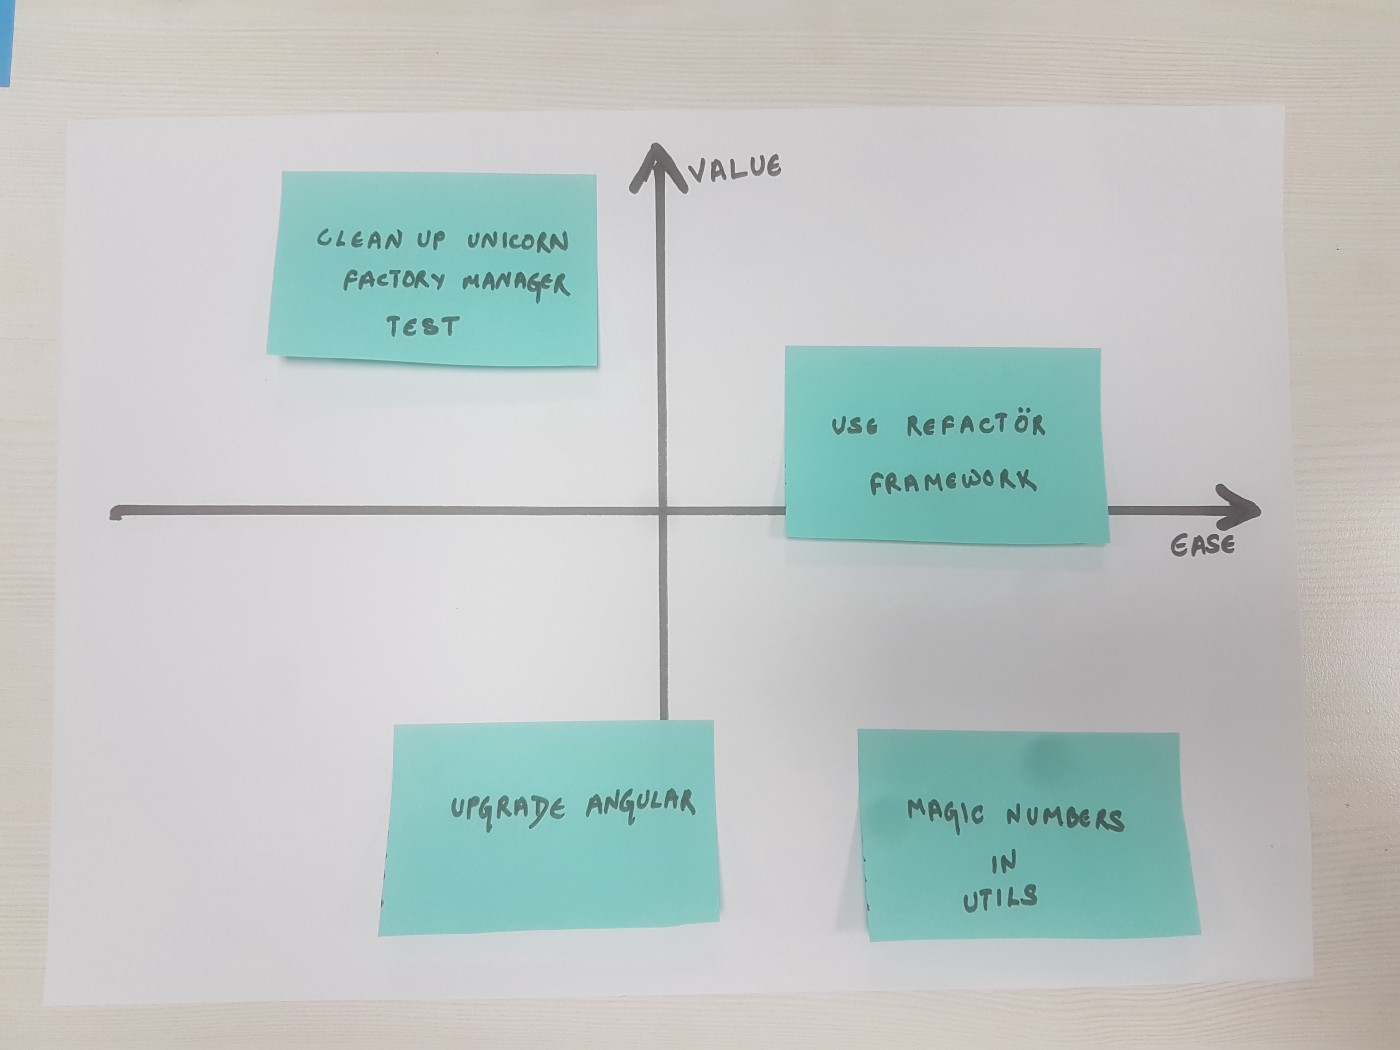 VALUE
CLEAN UP UNICORN
FACTORY MANAGER
TEST
USE REFACTÖR
FRAMEWORK
EASE
UPGRADE ANGULAR
MAGIC NUMBERS
IN
UTILS